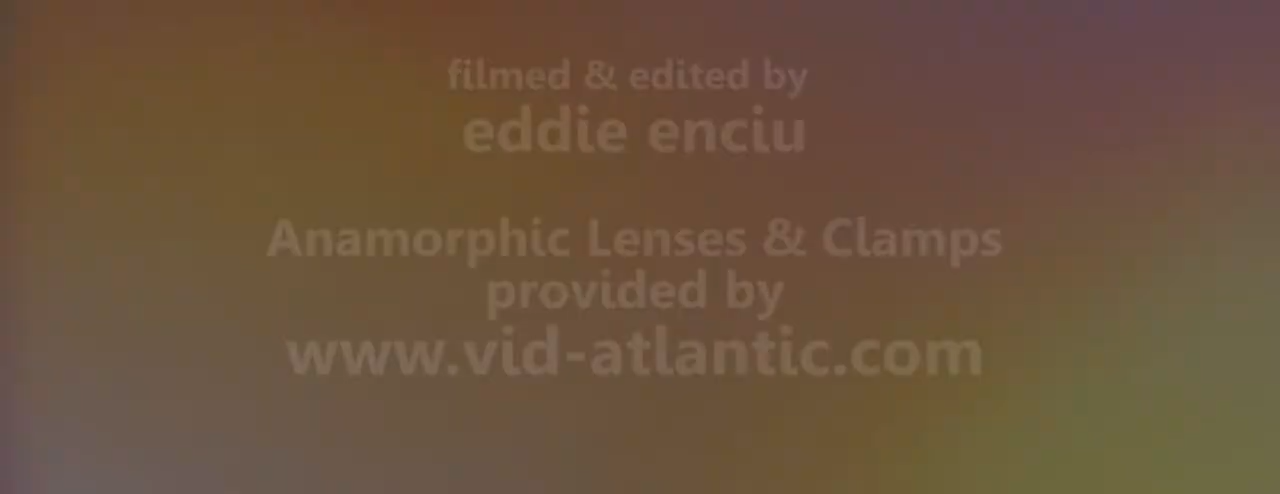 filmed & edited by
eddie enciu
Anamorphic Lenses & Clamps
provided by
www.vid-atlantic.com